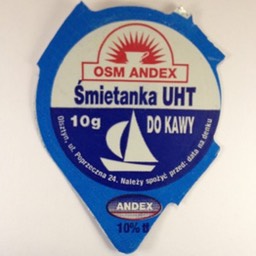 OSM ANDEX
Śmietanka UHT
10g DO KAWY
Olsztyn, ul. Poprzeczna 24. Należy spożyć przed: data na denku
ANDEX
10%